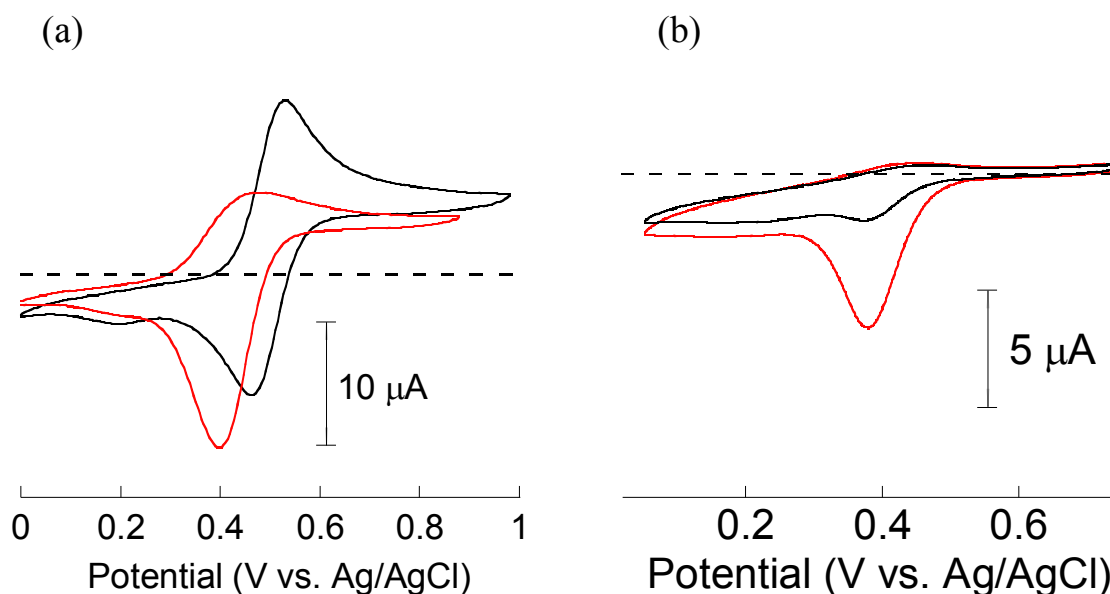 (a)
10 μA
0 0.2 0.4 0.6 0.8 1
Potential (V vs. Ag/AgCl)
(b)
5 μA
0.2 0.4 0.6
Potential (V vs. Ag/AgCl)